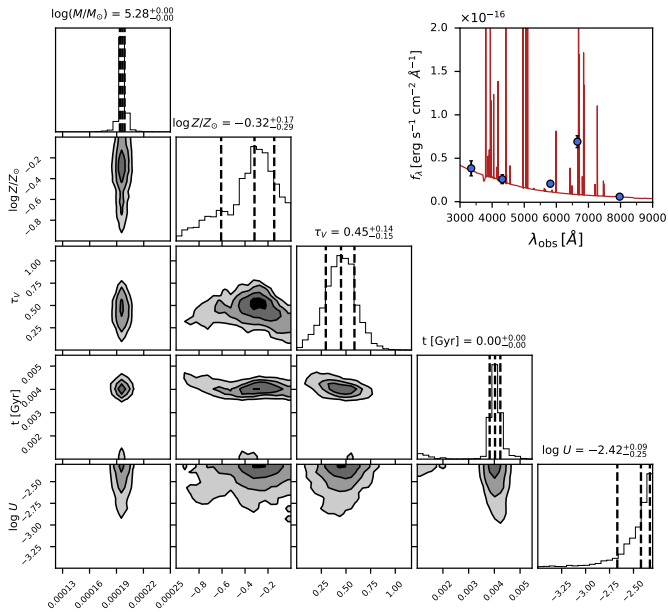 log(M/M⊙) = 5.28 +0.00 −0.00
×10−16
2.0
1.5
1.0
0.5
0.0
fλ [erg s−1 cm−2 Å−1]
3000 4000 5000 6000 7000 8000 9000
λobs [Å]
log Z/Z⊙ = −0.32 +0.17 −0.29
log Z/Z⊙
−0.2
−0.4
−0.6
−0.8
τV = 0.45 +0.14 −0.15
τV
1.00
0.75
0.50
0.25
t [Gyr] = 0.00 +0.00 −0.00
t [Gyr]
0.005
0.004
0.003
0.002
log U = −2.42 +0.09 −0.25
log U
−2.50
−2.75
−3.00
−3.25
0.00013 0.00016 0.00019 0.00022 0.00025
−0.8 −0.6 −0.4 −0.2
0.25 0.50 0.75 1.00
0.002 0.003 0.004 0.005
−3.25 −3.00 −2.75 −2.50